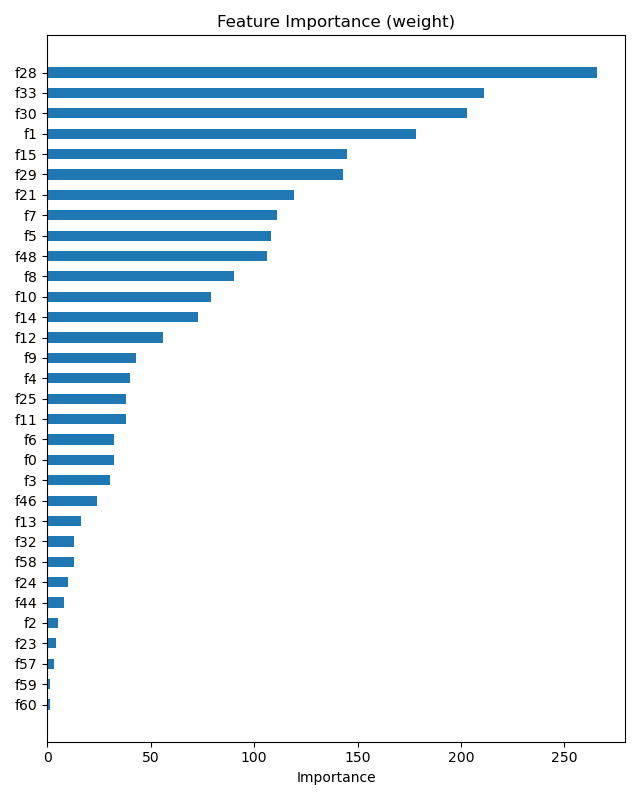 Feature Importance (weight)
f28
f33
f30
f1
f15
f29
f21
f7
f5
f48
f8
f10
f14
f12
f9
f4
f25
f11
f6
f0
f3
f46
f13
f32
f58
f24
f44
f2
f23
f57
f59
f60
0 50 100 150 200 250
Importance